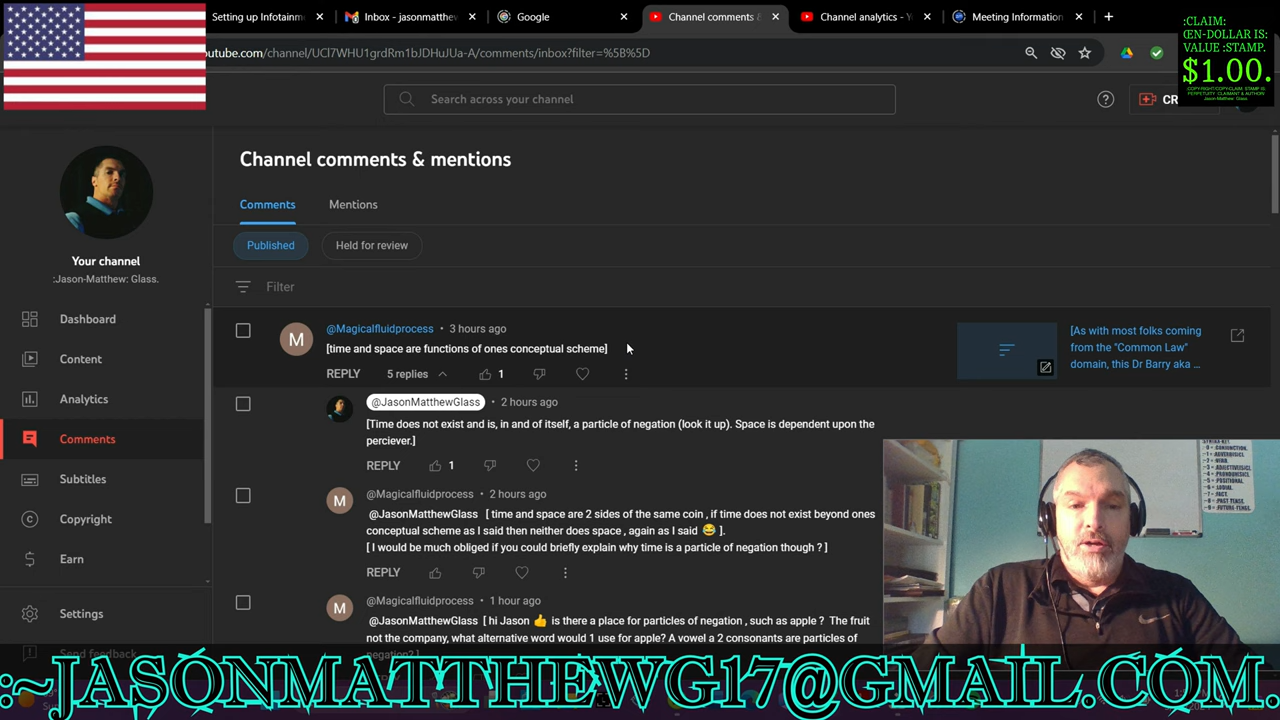 Setting up Infotainm
Inbox - jasonmatthew
Google
Channel comments &
Channel analytics - Y
Meeting Information
outube.com/channel/UCl7WHU1grdRm1bJDHuJUa-A/comments/inbox?filter=%5B%5D
:CLAIM:
VALUE :STAMP.
$1.00.
Search across your channel
CR
Channel comments & mentions
Comments
Mentions
Published
Held for review
Filter
Your channel
:Jason-Matthew: Glass.
Dashboard
Content
Analytics
Comments
Subtitles
Copyright
Earn
Settings
Send feedback
@Magicalfluidprocess • 3 hours ago
[time and space are functions of ones conceptual scheme]
REPLY
5 replies
1
[As with most folks coming
from the "Common Law"
domain, this Dr Barry aka ...
@JasonMatthewGlass • 2 hours ago
[Time does not exist and is, in and of itself, a particle of negation (look it up). Space is dependent upon the
perciever.]
REPLY
1
@Magicalfluidprocess • 2 hours ago
@JasonMatthewGlass [ time and space are 2 sides of the same coin , if time does not exist beyond ones
conceptual scheme as I said then neither does space , again as I said 😂 ].
[ I would be much obliged if you could briefly explain why time is a particle of negation though ? ]
REPLY
@Magicalfluidprocess • 1 hour ago
@JasonMatthewGlass [ hi Jason 👍 is there a place for particles of negation , such as apple ? The fruit
not the company, what alternative word would 1 use for apple? A vowel a 2 consonants are particles of
negation? ]
:~JASONMATTHEWG17@GMAIL.COM.